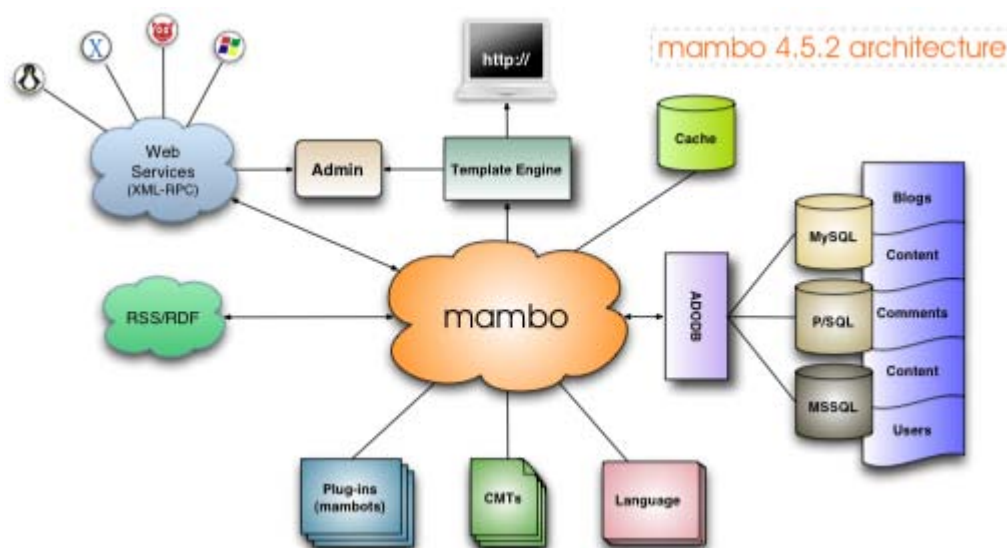 mambo 4.5.2 architecture
http://
Web
Services
(XML-RPC)
Admin
Template Engine
Cache
Blogs
MySQL
Content
RSS/RDF
mambo
ADODB
P/SQL
Comments
Content
MSSQL
Users
Plug-ins
(mambots)
CMTs
Language
X